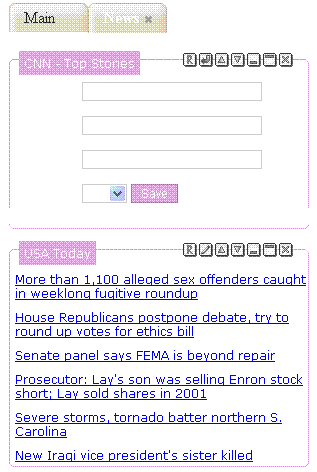 Main
News
CNN - Top Stories
R
Save
USA Today
R
More than 1,100 alleged sex offenders caught
in weeklong fugitive roundup
House Republicans postpone debate, try to
round up votes for ethics bill
Senate panel says FEMA is beyond repair
Prosecutor: Lay's son was selling Enron stock
short; Lay sold shares in 2001
Severe storms, tornado batter northern S.
Carolina
New Iraqi vice president's sister killed